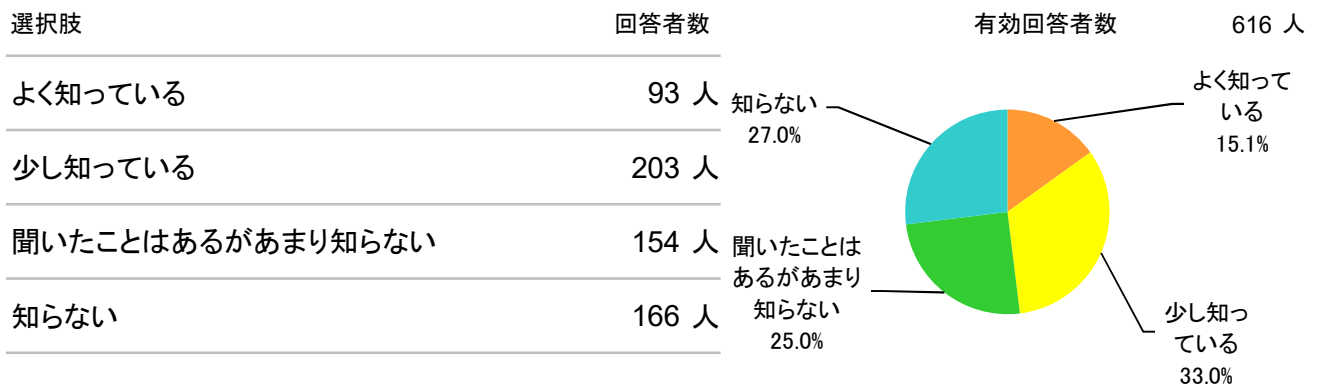 選択肢 回答者数
よく知っている 93 人
少し知っている 203 人
聞いたことはあるがあまり知らない 154 人
知らない 166 人
有効回答者数 616 人
よく知って
いる
15.1%
知らない
27.0%
聞いたことは
あるがあまり
知らない
25.0%
少し知っ
ている
33.0%